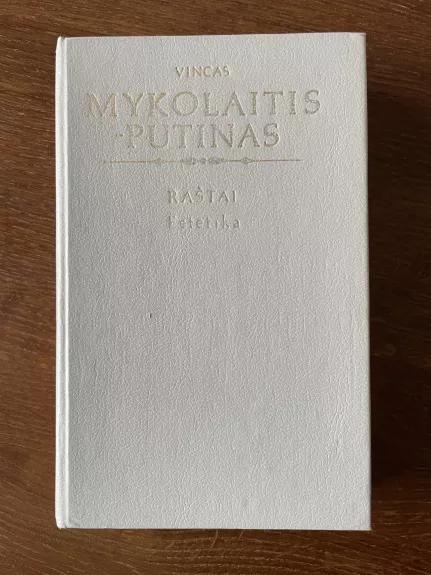 VINCAS
MYKOLAITIS
-PUTINAS
RAŠTAI
Estetika